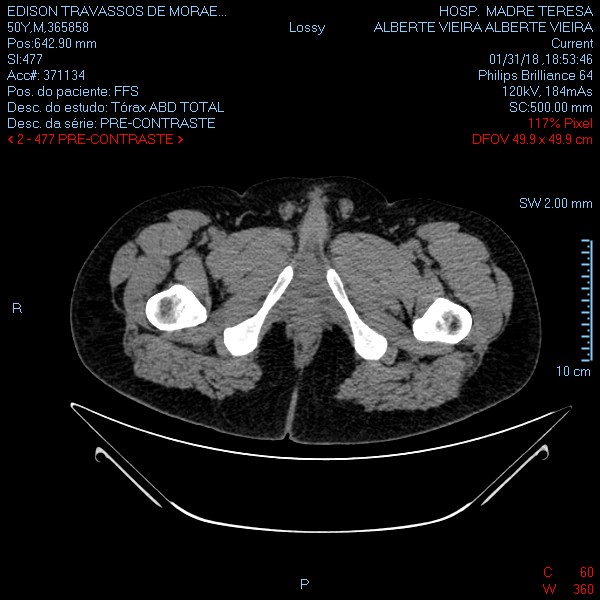 EDISON TRAVASSOS DE MORAE...
50Y,M,365858
Pos:642.90 mm
SI:477
Acc#: 371134
Pos. do paciente: FFS
Desc. do estudo: Tórax ABD TOTAL
Desc. da série: PRE-CONTRASTE
< 2 - 477 PRE-CONTRASTE >
Lossy
HOSP. MADRE TERESA
ALBERTE VIEIRA ALBERTE VIEIRA
Current
01/31/18 ,18:53:46
Philips Brilliance 64
120kV, 184mAs
SC:500.00 mm
117% Pixel
DFOV 49.9 x 49.9 cm
SW 2.00 mm
R
10 cm
P
C 60
W 360